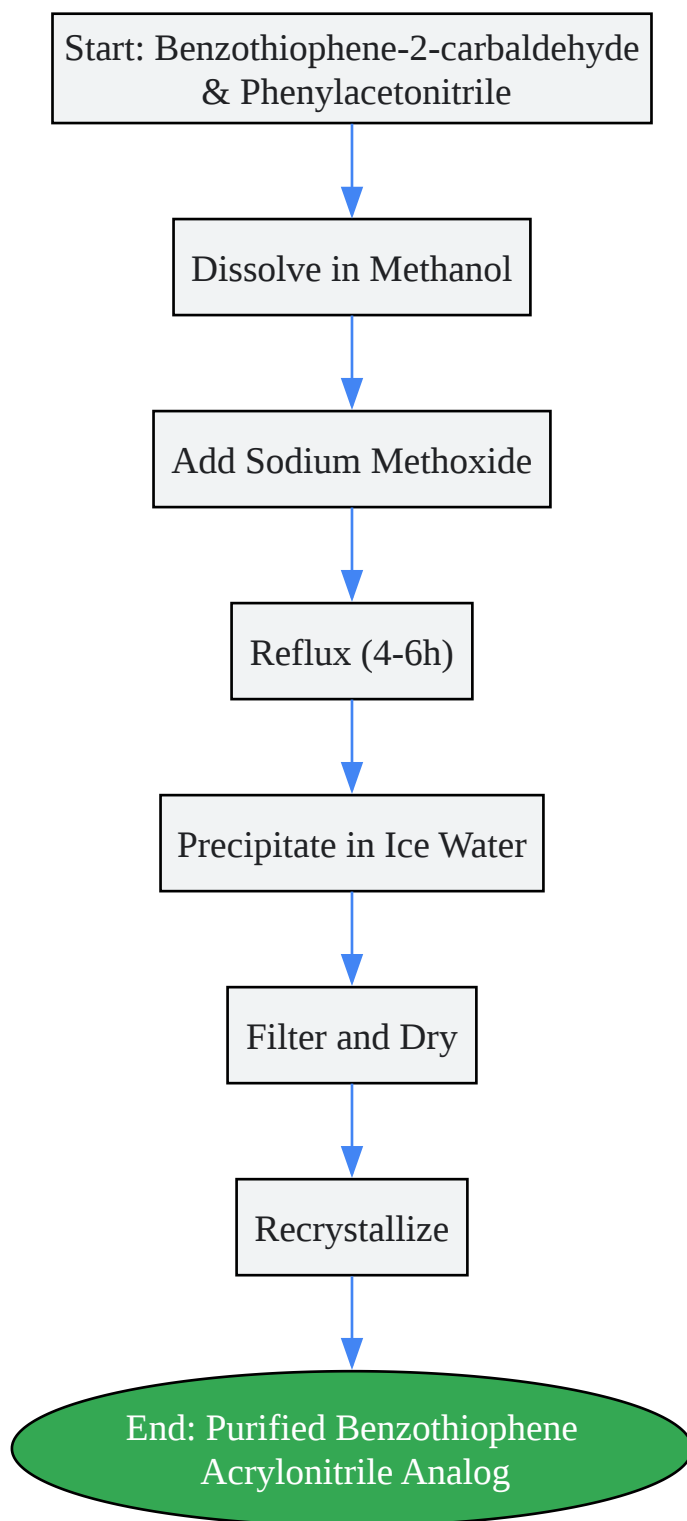 Start: Benzothiophene-2-carbaldehyde
& Phenylacetonitrile
Dissolve in Methanol
Add Sodium Methoxide
Reflux (4-6h)
Precipitate in Ice Water
Filter and Dry
Recrystallize
End: Purified Benzothiophene
Acrylonitrile Analog